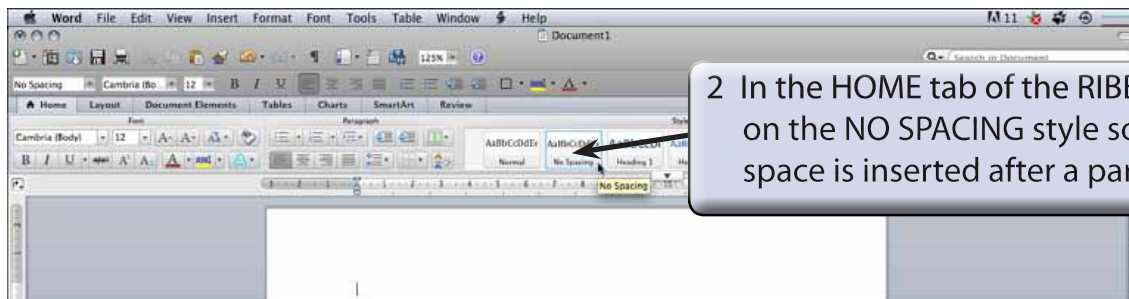 Word File Edit View Insert Format Font Tools Table Window Help 11
Document1
125% Search in Document
No Spacing Cambria (Bo 12 B I U
Home Layout Document Elements Tables Charts SmartArt Review
Font Paragraph
Cambria (Body) 12 A A
AaBbCcDdEe
B I U ABC A A A
Normal No Spacing Heading 1
No Spacing
2 In the HOME tab of the RIBB
on the NO SPACING style so
space is inserted after a par